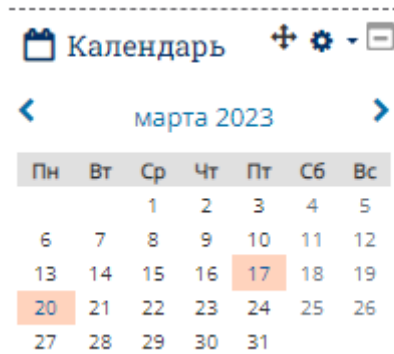 Календарь
марта 2023
Пн Вт Ср Чт Пт Сб Вс
1 2 3 4 5
6 7 8 9 10 11 12
13 14 15 16 17 18 19
20 21 22 23 24 25 26
27 28 29 30 31